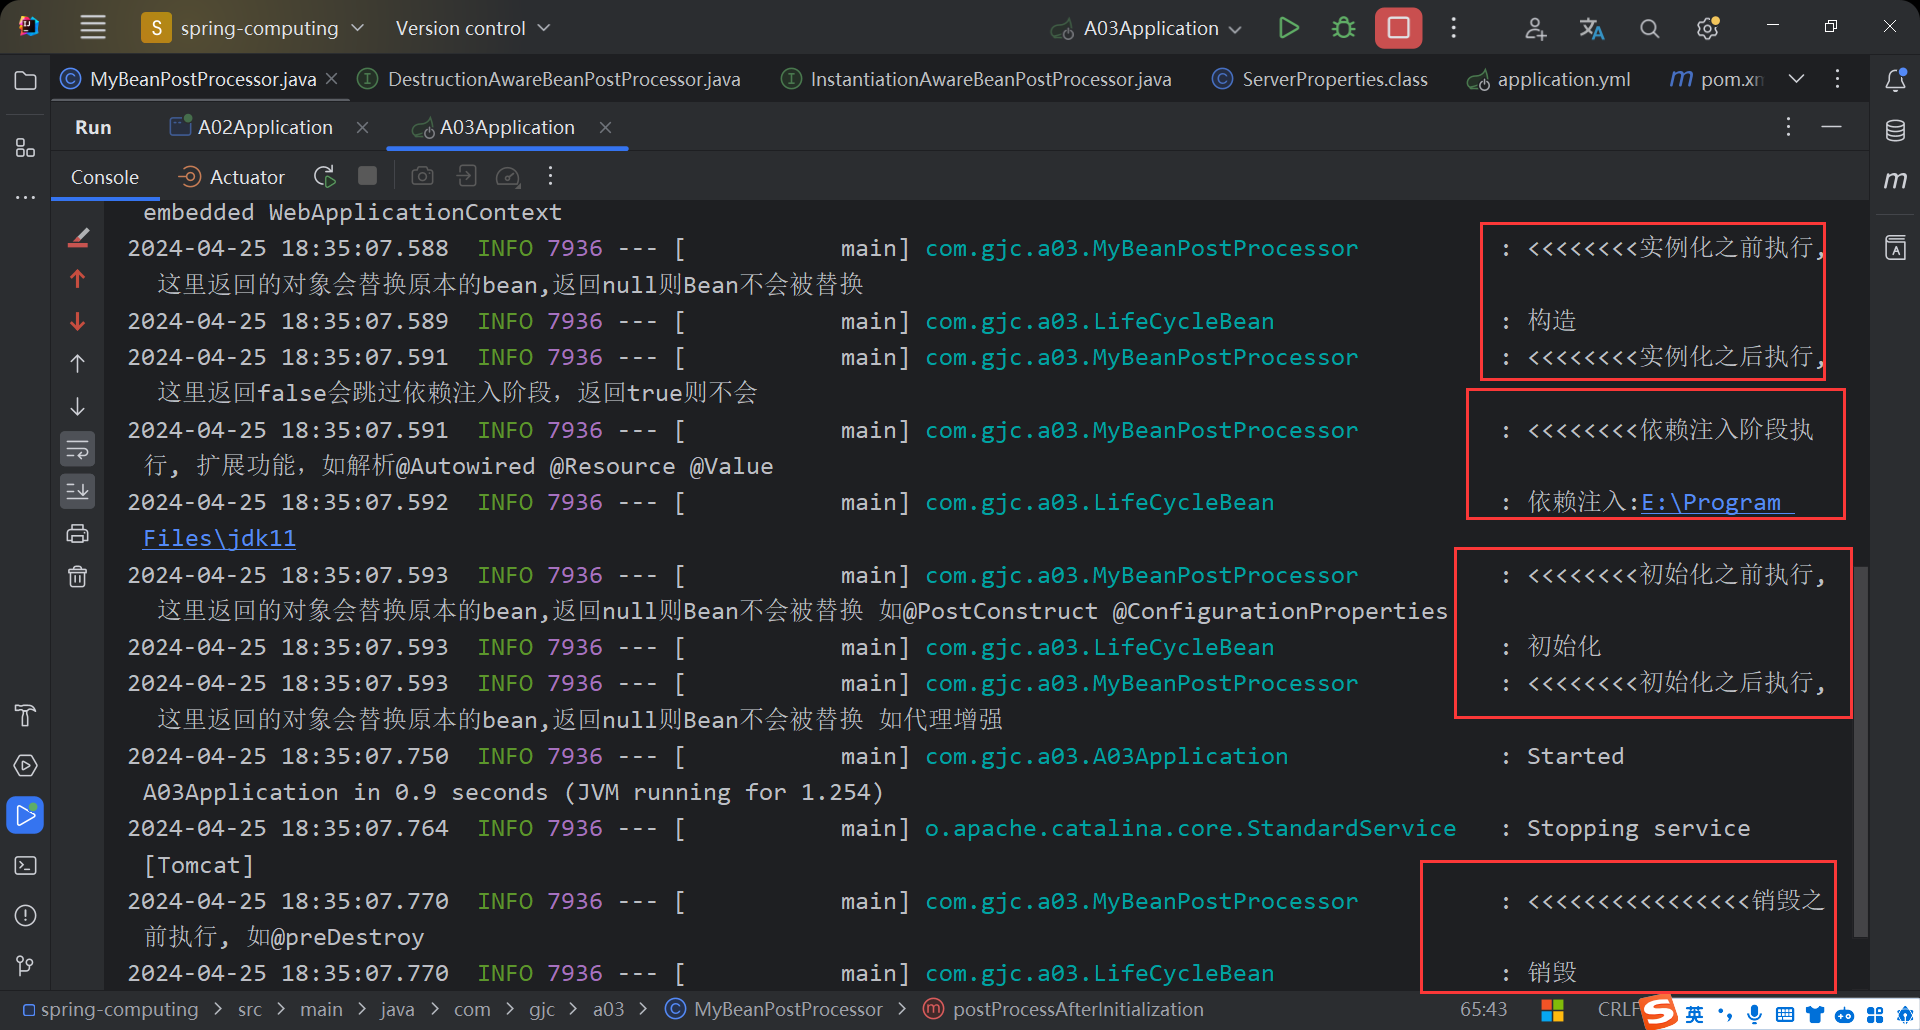 S spring-computing Version control A03Application
MyBeanPostProcessor.java DestructionAwareBeanPostProcessor.java InstantiationAwareBeanPostProcessor.java ServerProperties.class application.yml pom.xm
Run A02Application A03Application
Console Actuator
embedded WebApplicationContext
2024-04-25 18:35:07.588 INFO 7936 --- [ main] com.gjc.a03.MyBeanPostProcessor : <<<<<<<<实例化之前执行,
这里返回的对象会替换原本的bean,返回null则Bean不会被替换
2024-04-25 18:35:07.589 INFO 7936 --- [ main] com.gjc.a03.LifeCycleBean : 构造
2024-04-25 18:35:07.591 INFO 7936 --- [ main] com.gjc.a03.MyBeanPostProcessor : <<<<<<<<实例化之后执行,
这里返回false会跳过依赖注入阶段, 返回true则不会
2024-04-25 18:35:07.591 INFO 7936 --- [ main] com.gjc.a03.MyBeanPostProcessor : <<<<<<<<依赖注入阶段执
行, 扩展功能, 如解析@Autowired @Resource @Value
2024-04-25 18:35:07.592 INFO 7936 --- [ main] com.gjc.a03.LifeCycleBean : 依赖注入:E:\Program
Files\jdk11
2024-04-25 18:35:07.593 INFO 7936 --- [ main] com.gjc.a03.MyBeanPostProcessor : <<<<<<<<初始化之前执行,
这里返回的对象会替换原本的bean,返回null则Bean不会被替换 如@PostConstruct @ConfigurationProperties
2024-04-25 18:35:07.593 INFO 7936 --- [ main] com.gjc.a03.LifeCycleBean : 初始化
2024-04-25 18:35:07.593 INFO 7936 --- [ main] com.gjc.a03.MyBeanPostProcessor : <<<<<<<<初始化之后执行,
这里返回的对象会替换原本的bean,返回null则Bean不会被替换 如代理增强
2024-04-25 18:35:07.750 INFO 7936 --- [ main] com.gjc.a03.A03Application : Started
A03Application in 0.9 seconds (JVM running for 1.254)
2024-04-25 18:35:07.764 INFO 7936 --- [ main] o.apache.catalina.core.StandardService : Stopping service
[Tomcat]
2024-04-25 18:35:07.770 INFO 7936 --- [ main] com.gjc.a03.MyBeanPostProcessor : <<<<<<<<<<<<<<<<销毁之
前执行, 如@preDestroy
2024-04-25 18:35:07.770 INFO 7936 --- [ main] com.gjc.a03.LifeCycleBean : 销毁
spring-computing > src > main > java > com > gjc > a03 > MyBeanPostProcessor > postProcessAfterInitialization 65:43 CRLF 英